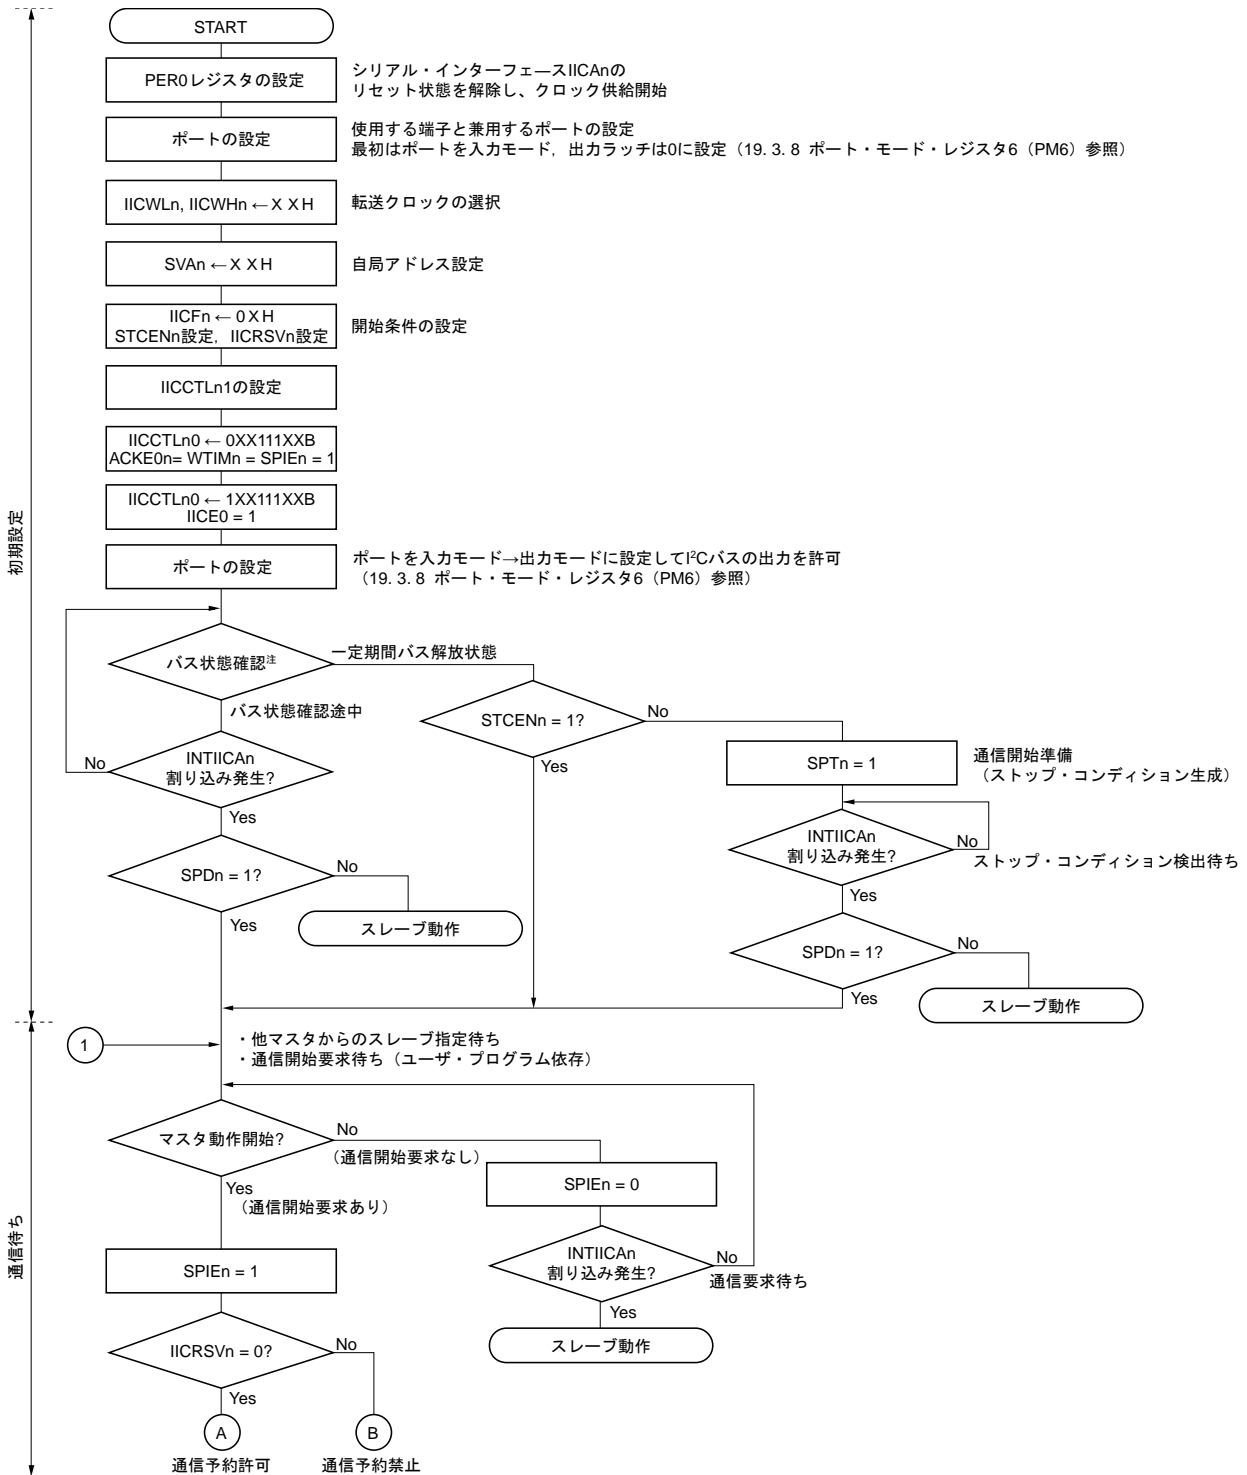 START
PER0レジスタの設定
シリアル・インターフェ―スIICAnの
リセット状態を解除し、クロック供給開始
ポートの設定
使用する端子と兼用するポートの設定
最初はポートを入力モード，出力ラッチは0に設定（19. 3. 8 ポート・モード・レジスタ6（PM6）参照）
IICWLn, IICWHn ← X X H
転送クロックの選択
SVAn ← X X H
自局アドレス設定
IICFn ← 0 X H
STCENn設定，IICRSVn設定
開始条件の設定
IICCTLn1の設定
IICCTLn0 ← 0XX111XXB
ACKE0n= WTIMn = SPIEn = 1
IICCTLn0 ← 1XX111XXB
IICE0 = 1
初期設定
ポートの設定
ポートを入力モード→出力モードに設定してI²Cバスの出力を許可
（19. 3. 8 ポート・モード・レジスタ6（PM6）参照）
バス状態確認注
一定期間バス解放状態
バス状態確認途中
STCENn = 1?
No
Yes
SPTn = 1
通信開始準備
（ストップ・コンディション生成）
INTIICAn
割り込み発生?
No
Yes
INTIICAn
割り込み発生?
No
ストップ・コンディション検出待ち
Yes
SPDn = 1?
No
Yes
スレーブ動作
SPDn = 1?
No
Yes
スレーブ動作
1
・他マスタからのスレーブ指定待ち
・通信開始要求待ち（ユーザ・プログラム依存）
マスタ動作開始?
No
（通信開始要求なし）
Yes
（通信開始要求あり）
SPIEn = 0
通信待ち
SPIEn = 1
INTIICAn
割り込み発生?
No
通信要求待ち
Yes
スレーブ動作
IICRSVn = 0?
No
Yes
A
B
通信予約許可
通信予約禁止